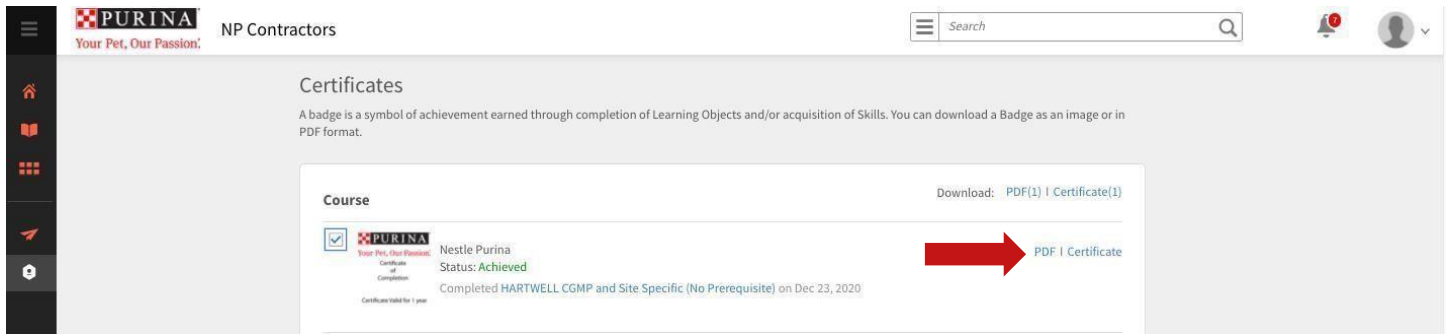 PURINA
Your Pet, Our Passion.
NP Contractors
Search
7
Certificates
A badge is a symbol of achievement earned through completion of Learning Objects and/or acquisition of Skills. You can download a Badge as an image or in
PDF format.
Course
Download: PDF(1) | Certificate(1)
PURINA
Your Pet, Our Passion.
Certificate
of
Completion
Certificate Valid for 1 year
Nestle Purina
Status: Achieved
Completed HARTWELL CGMP and Site Specific (No Prerequisite) on Dec 23, 2020
PDF | Certificate